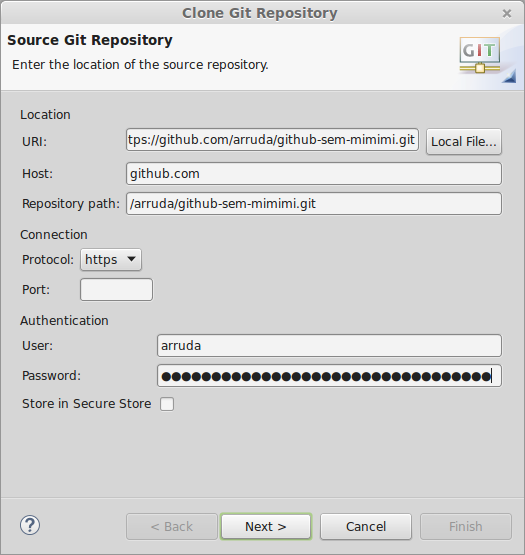 Clone Git Repository
Source Git Repository
Enter the location of the source repository.
GIT
Location
URI: tps://github.com/arruda/github-sem-mimimi.git Local File...
Host: github.com
Repository path: /arruda/github-sem-mimimi.git
Connection
Protocol: https
Port:
Authentication
User: arruda
Password: ●●●●●●●●●●●●●●●●●●●●●●●●●●●●●●●●●
Store in Secure Store
? < Back Next > Cancel Finish